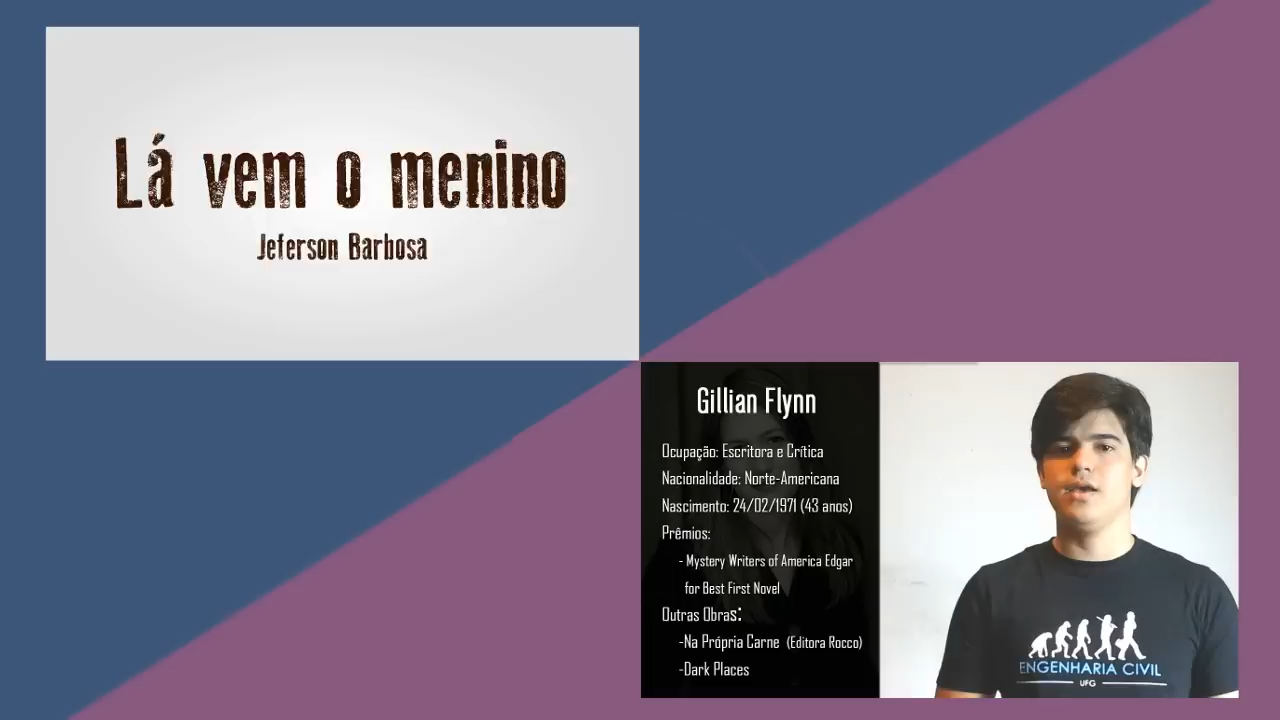 Lá vem o menino
Jeferson Barbosa
Gillian Flynn
Ocupação: Escritora e Crítica
Nacionalidade: Norte-Americana
Nascimento: 24/02/1971 (43 anos)
Prêmios:
- Mystery Writers of America Edgar
for Best First Novel
Outras Obras:
-Na Própria Carne (Editora Rocco)
-Dark Places
ENGENHARIA CIVIL
UFG